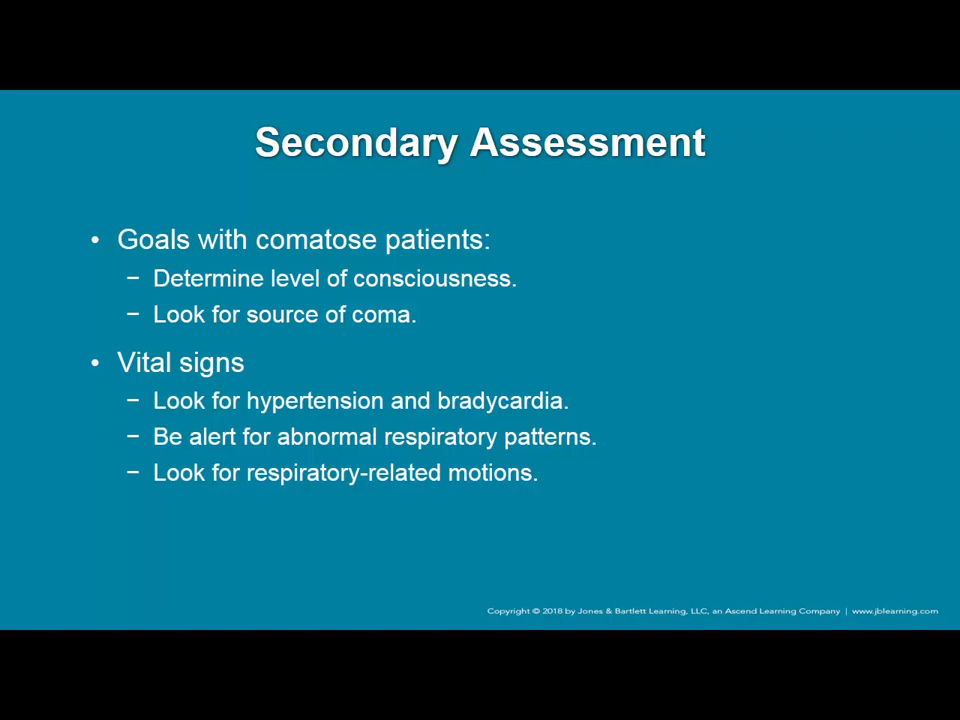 Secondary Assessment
• Goals with comatose patients:
− Determine level of consciousness.
− Look for source of coma.
• Vital signs
− Look for hypertension and bradycardia.
− Be alert for abnormal respiratory patterns.
− Look for respiratory-related motions.
Copyright © 2018 by Jones & Bartlett Learning, LLC, an Ascend Learning Company | www.jblearning.com